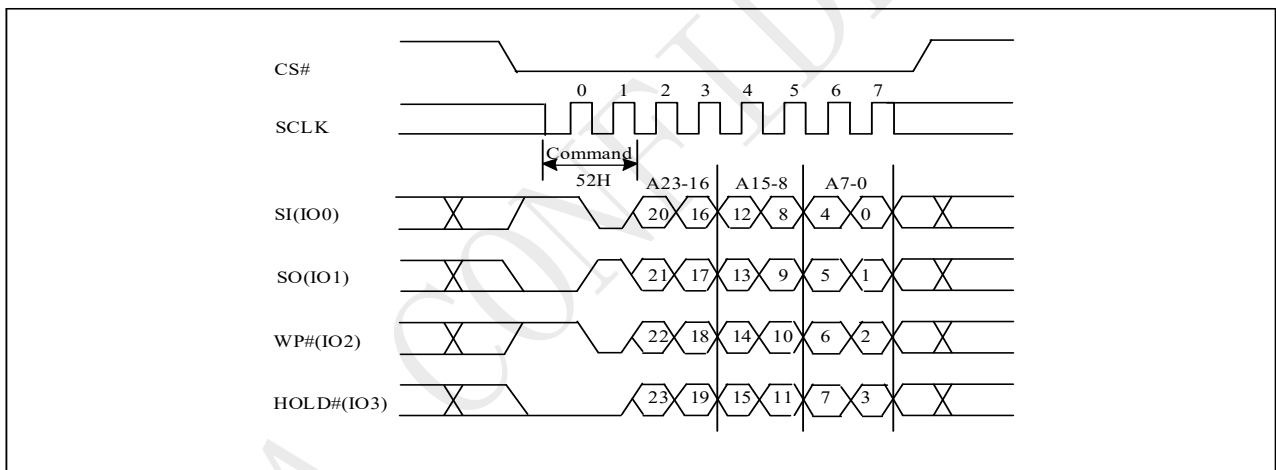 CS#
0 1 2 3 4 5 6 7
SCLK
Command
52H A23-16 A15-8 A7-0
SI(IO0) 20 16 12 8 4 0
SO(IO1) 21 17 13 9 5 1
WP#(IO2) 22 18 14 10 6 2
HOLD#(IO3) 23 19 15 11 7 3